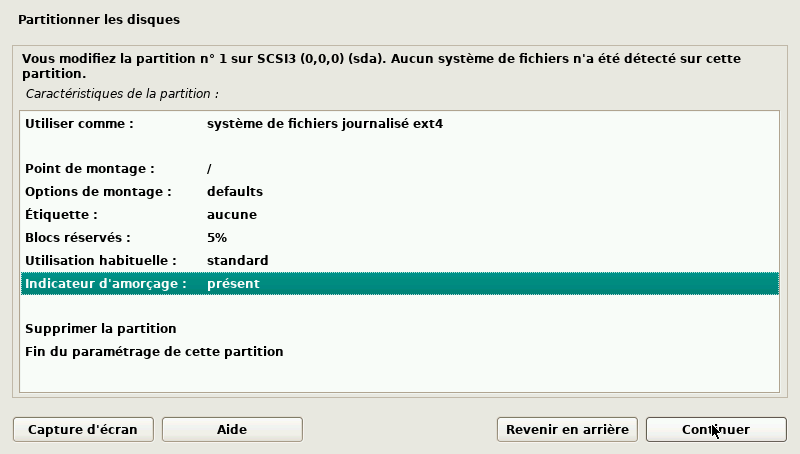 Partitionner les disques
Vous modifiez la partition n° 1 sur SCSI3 (0,0,0) (sda). Aucun système de fichiers n'a été détecté sur cette
partition.
Caractéristiques de la partition :
Utiliser comme : système de fichiers journalisé ext4
Point de montage : /
Options de montage : defaults
Étiquette : aucune
Blocs réservés : 5%
Utilisation habituelle : standard
Indicateur d'amorçage : présent
Supprimer la partition
Fin du paramétrage de cette partition
Capture d'écran Aide Revenir en arrière Continuer